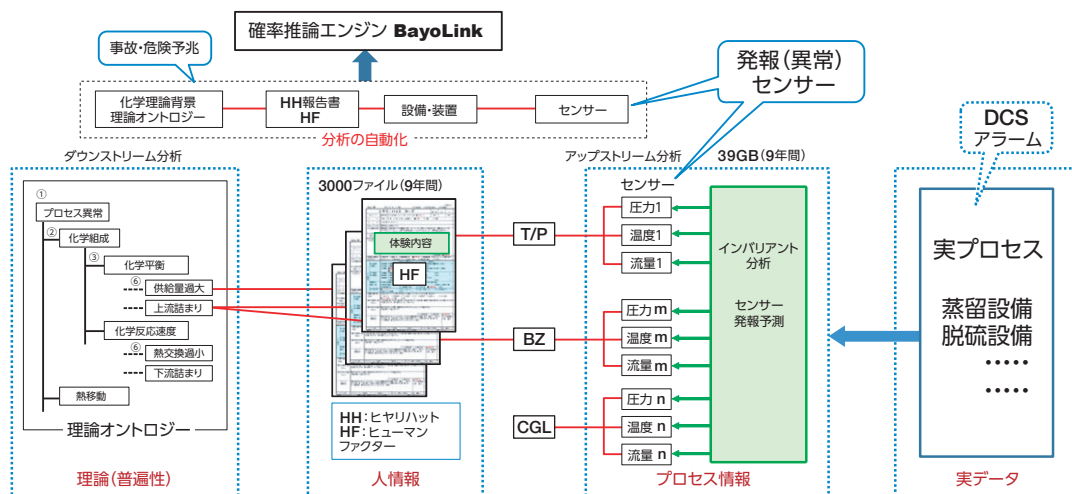 確率推論エンジン BayoLink
事故・危険予兆
発報(異常)
センサー
化学理論背景
理論オントロジー
HH報告書
HF
設備・装置
センサー
分析の自動化
DCS
アラーム
ダウンストリーム分析
アップストリーム分析
39GB(9年間)
3000ファイル(9年間)
①
プロセス異常
②
化学組成
③
化学平衡
⑥
供給量過大
上流詰まり
化学反応速度
⑥
熱交換過小
下流詰まり
熱移動
理論オントロジー
体験内容
HF
HH:ヒヤリハット
HF:ヒューマン
ファクター
T/P
BZ
CGL
センサー
圧力1
温度1
流量1
圧力m
温度m
流量m
圧力n
温度n
流量n
インバリアント
分析
センサー
発報予測
実プロセス
蒸留設備
脱硫設備
・・・・・
・・・・・
理論(普遍性)
人情報
プロセス情報
実データ